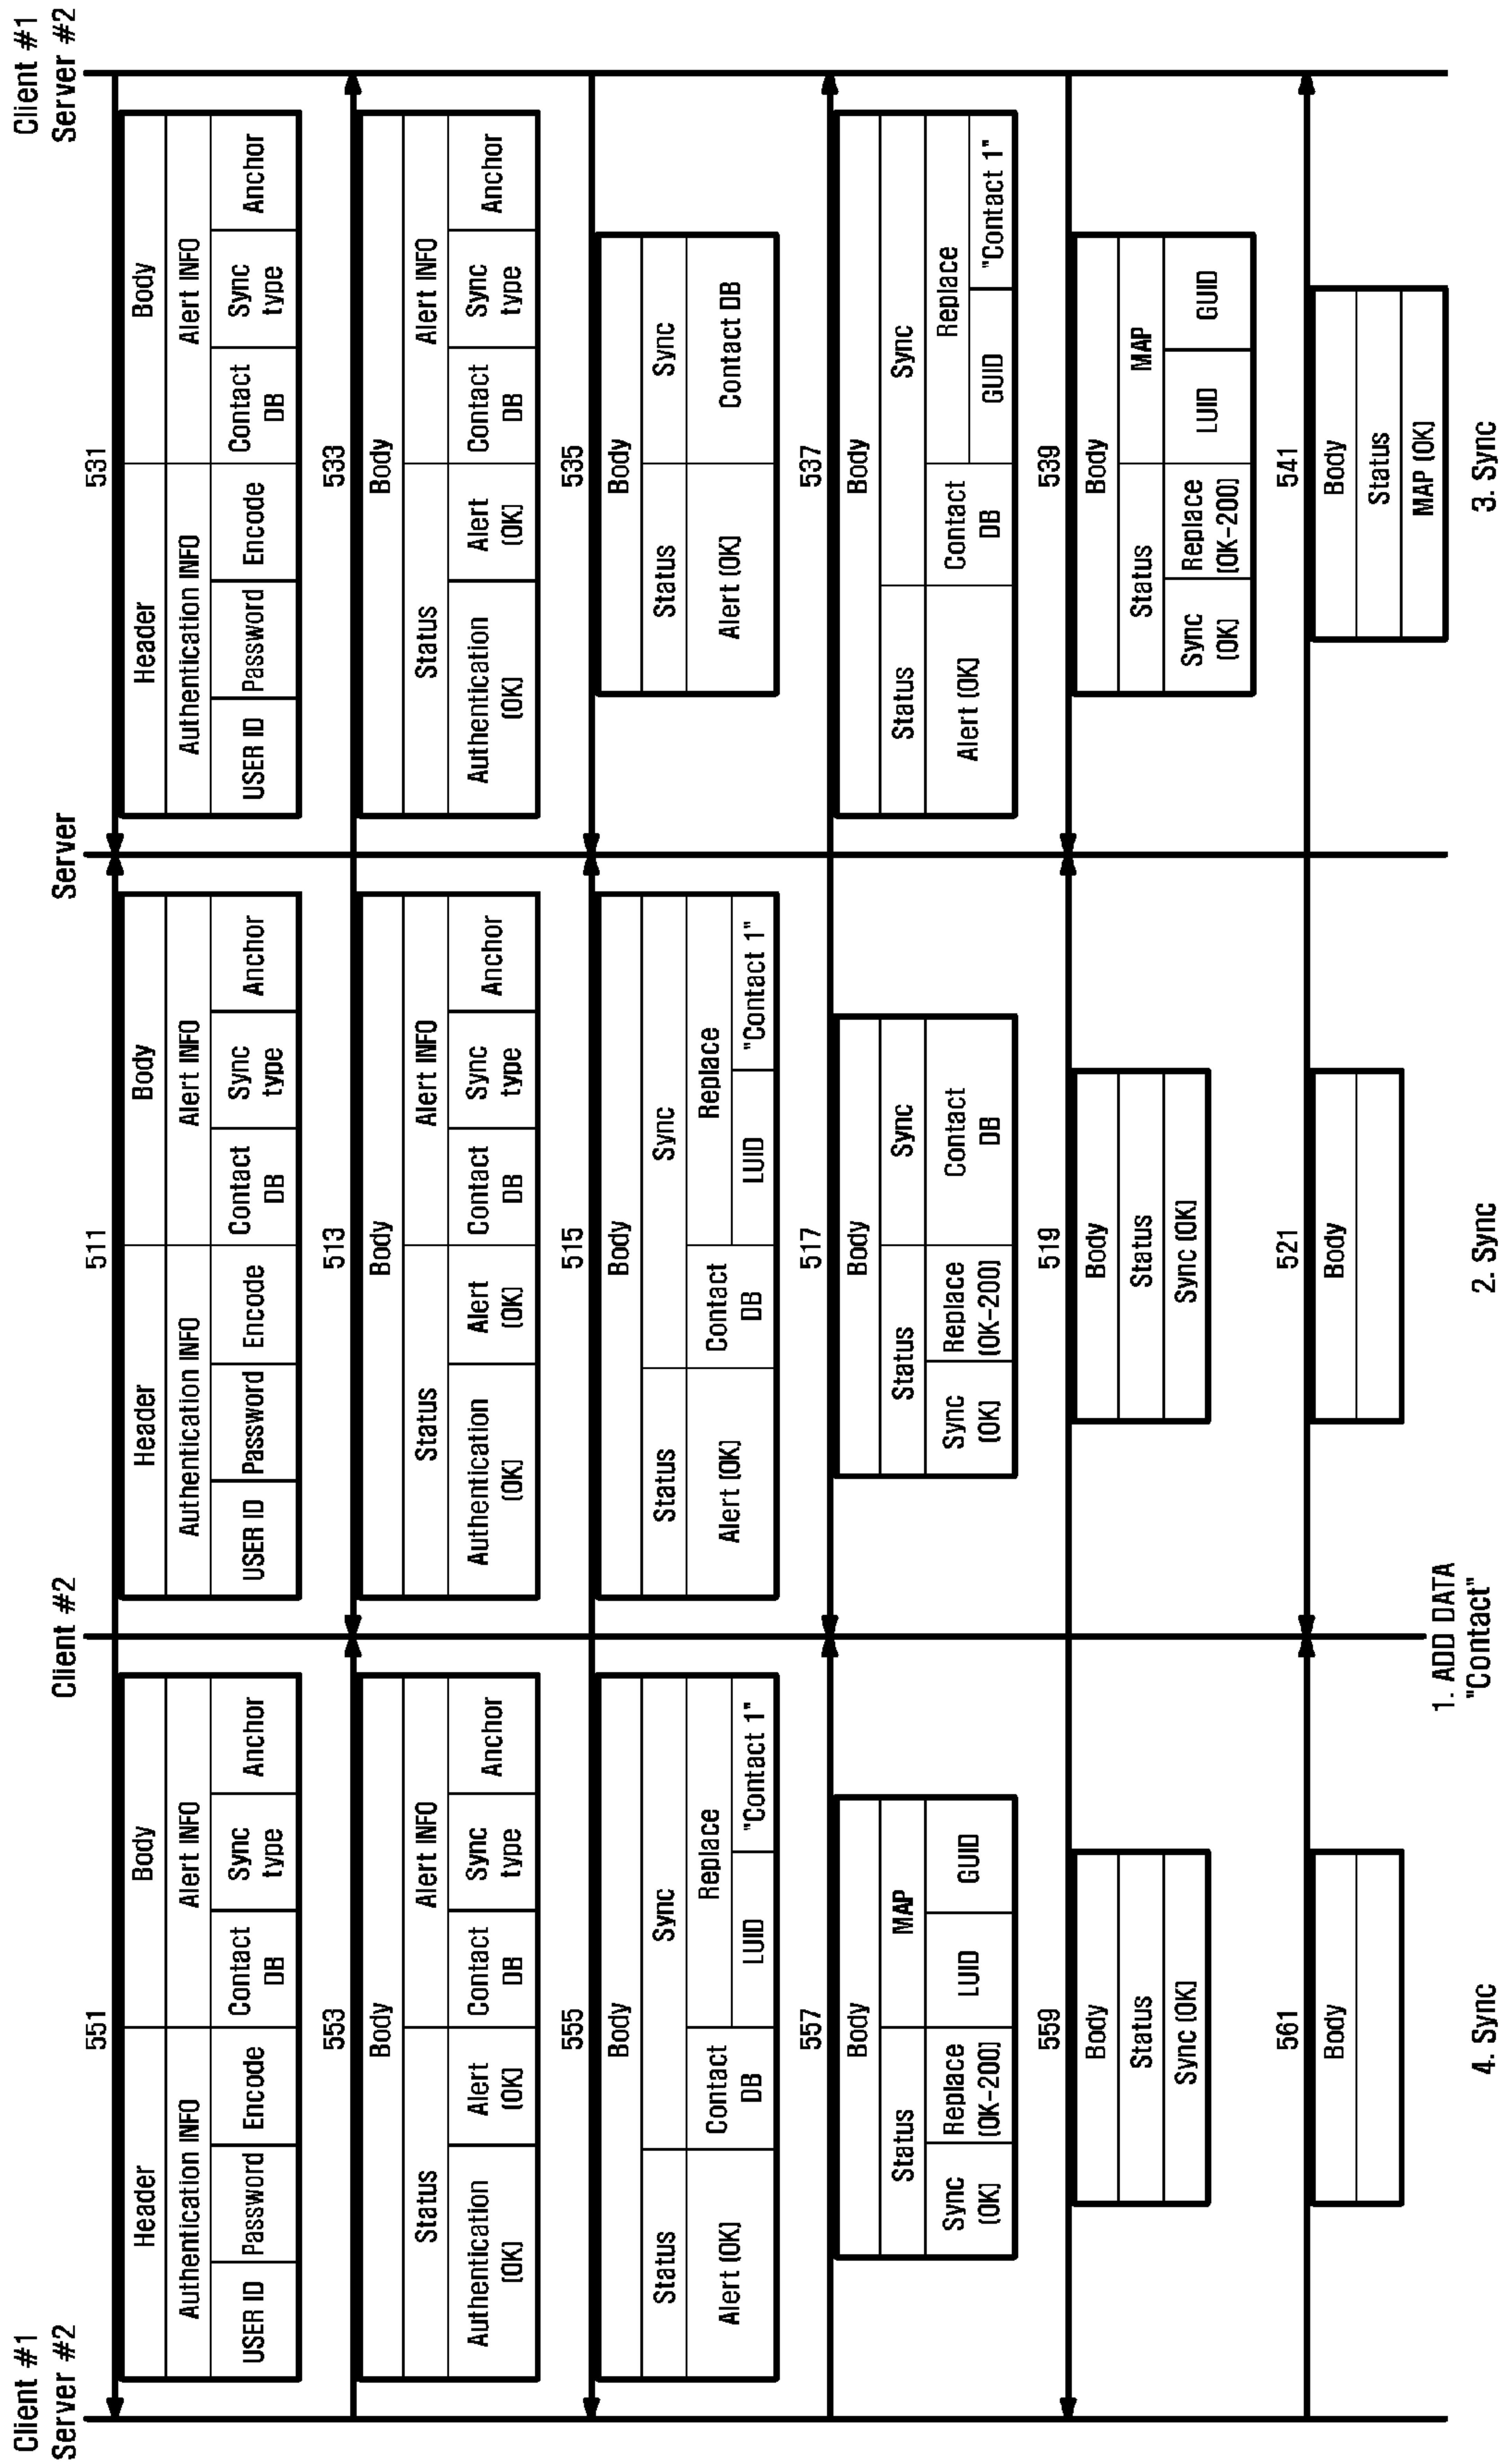 Client #1
Server #2
Client #2
Server
Client #1
Server #2
551
Header
Body
Authentication INFO
Alert INFO
USER ID
Password
Encode
Contact
DB
Sync
type
Anchor
553
Body
Status
Alert INFO
Authentication
(OK)
Alert
(OK)
Contact
DB
Sync
type
Anchor
555
Body
Status
Sync
Alert (OK)
Contact
DB
Replace
LUID
"Contact 1"
557
Body
Status
MAP
Sync
(OK)
Replace
(OK-200)
LUID
GUID
559
Body
Status
Sync (OK)
561
Body
4. Sync
1. ADD DATA
"Contact"
511
Header
Body
Authentication INFO
Alert INFO
USER ID
Password
Encode
Contact
DB
Sync
type
Anchor
513
Body
Status
Alert INFO
Authentication
(OK)
Alert
(OK)
Contact
DB
Sync
type
Anchor
515
Body
Status
Sync
Alert (OK)
Contact
DB
Replace
LUID
"Contact 1"
517
Body
Status
Sync
Sync
(OK)
Replace
(OK-200)
Contact
DB
519
Body
Status
Sync (OK)
521
Body
2. Sync
531
Header
Body
Authentication INFO
Alert INFO
USER ID
Password
Encode
Contact
DB
Sync
type
Anchor
533
Body
Status
Alert INFO
Authentication
(OK)
Alert
(OK)
Contact
DB
Sync
type
Anchor
535
Body
Status
Sync
Alert (OK)
Contact DB
537
Body
Status
Sync
Alert (OK)
Contact
DB
Replace
GUID
"Contact 1"
539
Body
Status
MAP
Sync
(OK)
Replace
(OK-200)
LUID
GUID
541
Body
Status
MAP (OK)
3. Sync